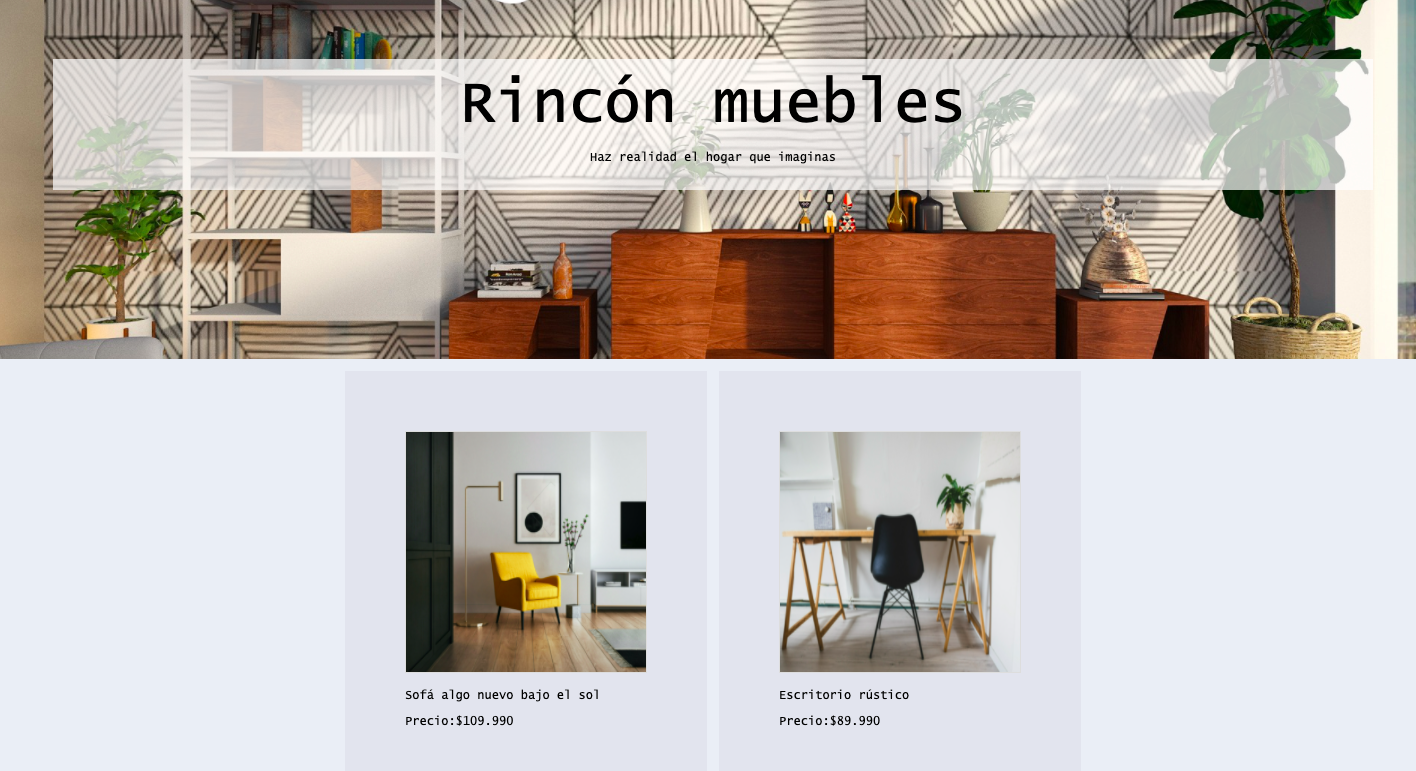 Rincón muebles
Haz realidad el hogar que imaginas
Sofá algo nuevo bajo el sol
Precio:$109.990
Escritorio rústico
Precio:$89.990